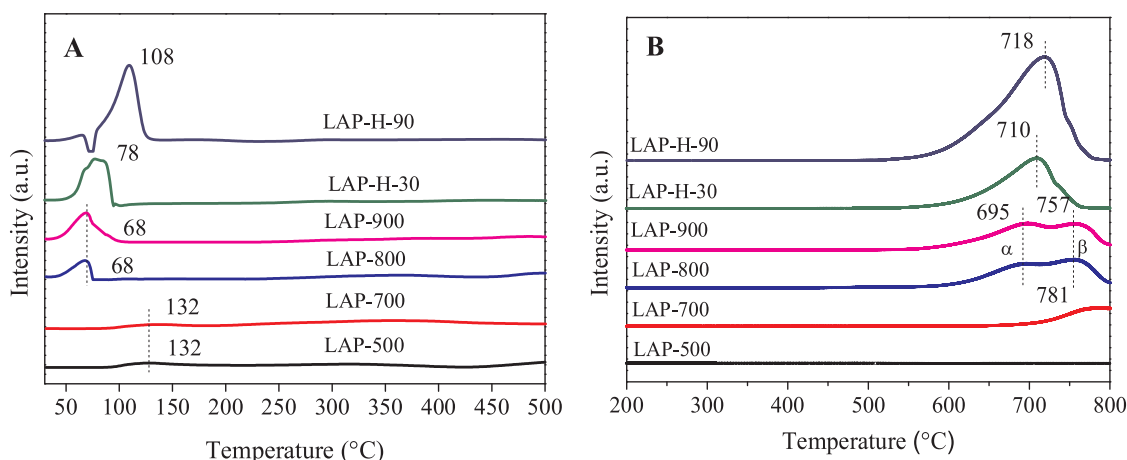 A
108
LAP-H-90
78
LAP-H-30
68
LAP-900
68
LAP-800
132
LAP-700
132
LAP-500
50 100 150 200 250 300 350 400 450 500
Temperature (°C)
Intensity (a.u.)
B
718
LAP-H-90
710
LAP-H-30
695 757
LAP-900
α β
LAP-800
781
LAP-700
LAP-500
200 300 400 500 600 700 800
Temperature (°C)
Intensity (a.u.)